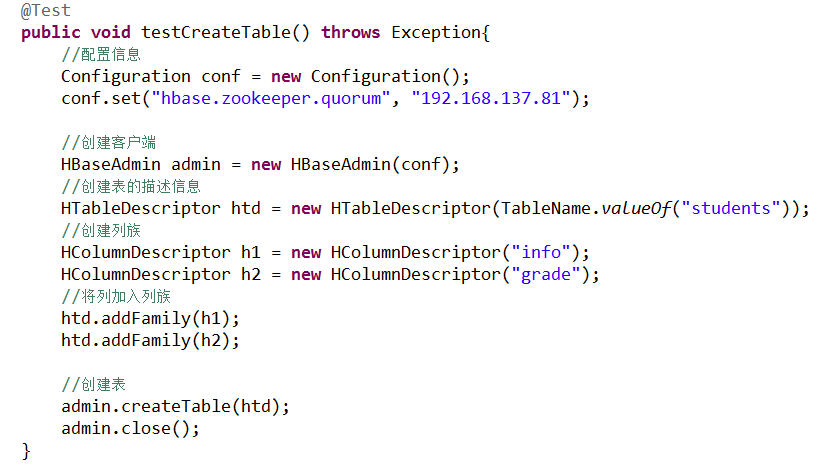 @Test
public void testCreateTable() throws Exception{
//配置信息
Configuration conf = new Configuration();
conf.set("hbase.zookeeper.quorum", "192.168.137.81");
//创建客户端
HBaseAdmin admin = new HBaseAdmin(conf);
//创建表的描述信息
HTableDescriptor htd = new HTableDescriptor(TableName.valueOf("students"));
//创建列族
HColumnDescriptor h1 = new HColumnDescriptor("info");
HColumnDescriptor h2 = new HColumnDescriptor("grade");
//将列加入列族
htd.addFamily(h1);
htd.addFamily(h2);
//创建表
admin.createTable(htd);
admin.close();
}